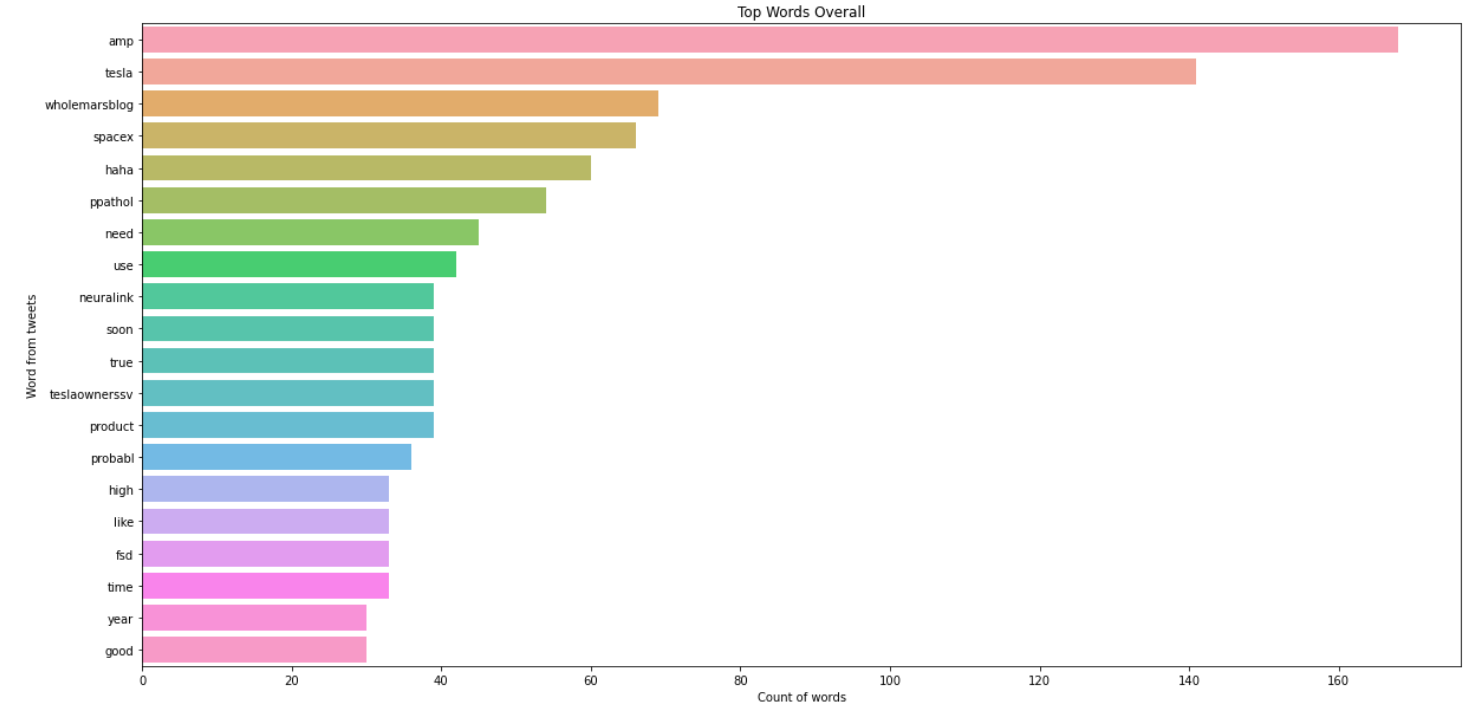 Top Words Overall
amp
tesla
wholemarsblog
spacex
haha
ppathol
need
use
neuralink
soon
true
teslaownerssv
product
probabl
high
like
fsd
time
year
good
Word from tweets
0 20 40 60 80 100 120 140 160
Count of words